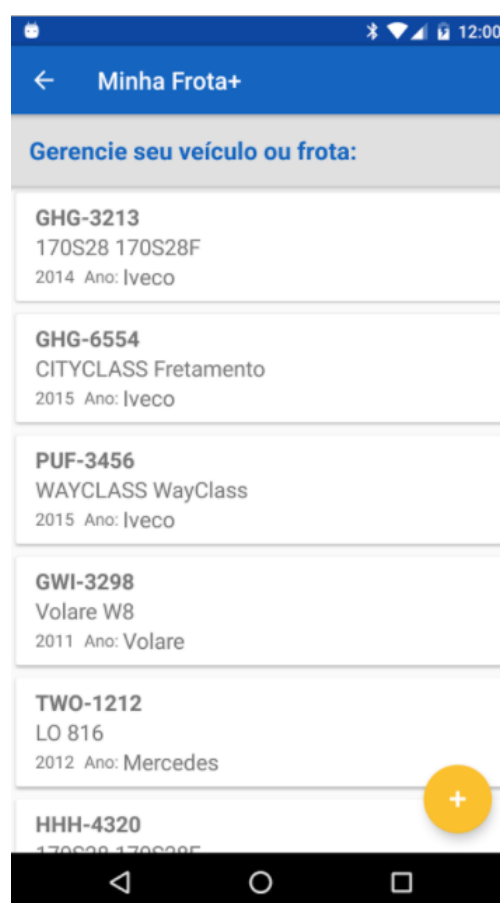 12:00
Minha Frota+
Gerencie seu veículo ou frota:
GHG-3213
170S28 170S28F
2014 Ano: Iveco
GHG-6554
CITYCLASS Fretamento
2015 Ano: Iveco
PUF-3456
WAYCLASS WayClass
2015 Ano: Iveco
GWI-3298
Volare W8
2011 Ano: Volare
TWO-1212
LO 816
2012 Ano: Mercedes
+
HHH-4320